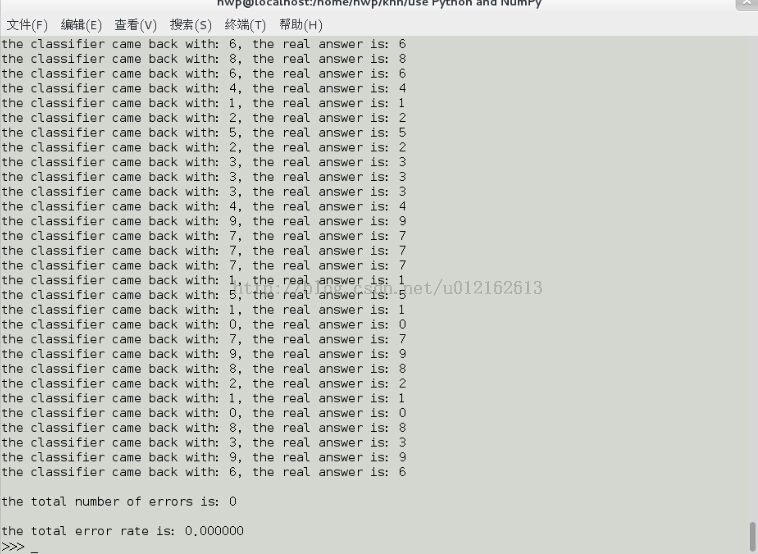 hwp@localhost:/home/hwp/knn/use Python and NumPy
文件(F) 编辑(E) 查看(V) 搜索(S) 终端(T) 帮助(H)
the classifier came back with: 6, the real answer is: 6
the classifier came back with: 8, the real answer is: 8
the classifier came back with: 6, the real answer is: 6
the classifier came back with: 4, the real answer is: 4
the classifier came back with: 1, the real answer is: 1
the classifier came back with: 2, the real answer is: 2
the classifier came back with: 5, the real answer is: 5
the classifier came back with: 2, the real answer is: 2
the classifier came back with: 3, the real answer is: 3
the classifier came back with: 3, the real answer is: 3
the classifier came back with: 3, the real answer is: 3
the classifier came back with: 4, the real answer is: 4
the classifier came back with: 9, the real answer is: 9
the classifier came back with: 7, the real answer is: 7
the classifier came back with: 7, the real answer is: 7
the classifier came back with: 7, the real answer is: 7
the classifier came back with: 1, the real answer is: 1
http://blog.csdn.net/u012162613
the classifier came back with: 5, the real answer is: 5
the classifier came back with: 1, the real answer is: 1
the classifier came back with: 0, the real answer is: 0
the classifier came back with: 7, the real answer is: 7
the classifier came back with: 9, the real answer is: 9
the classifier came back with: 8, the real answer is: 8
the classifier came back with: 2, the real answer is: 2
the classifier came back with: 1, the real answer is: 1
the classifier came back with: 0, the real answer is: 0
the classifier came back with: 8, the real answer is: 8
the classifier came back with: 3, the real answer is: 3
the classifier came back with: 9, the real answer is: 9
the classifier came back with: 6, the real answer is: 6
the total number of errors is: 0
the total error rate is: 0.000000
>>> _